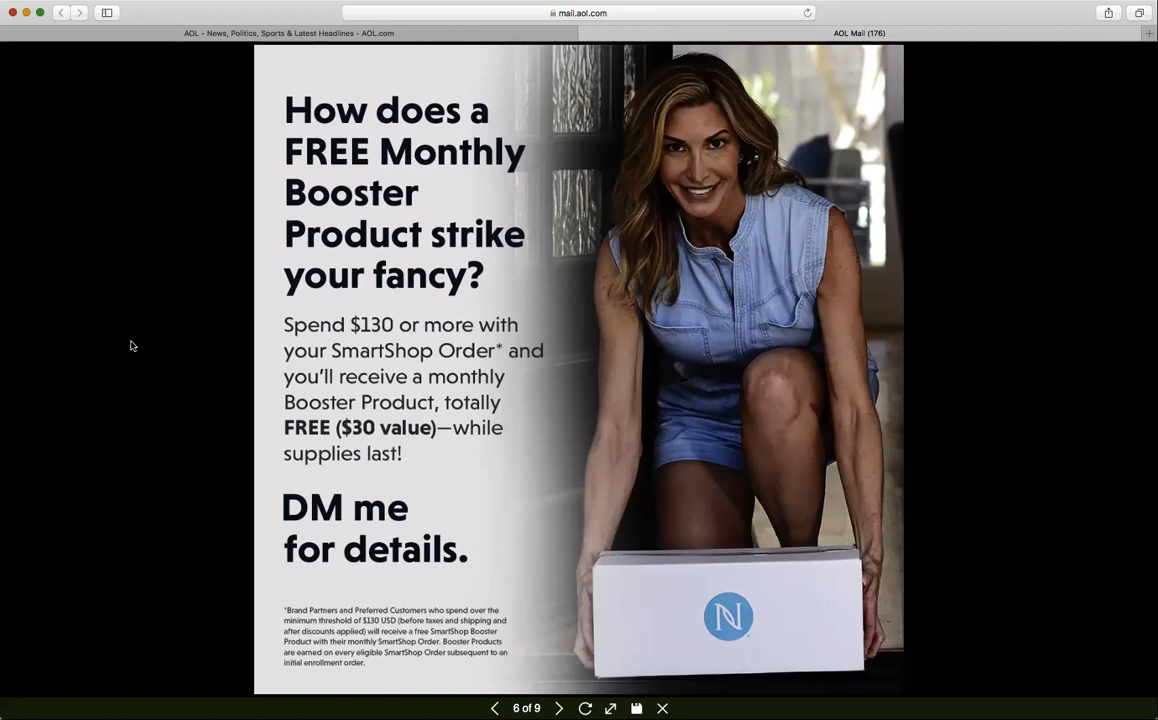 mail.aol.com
AOL - News, Politics, Sports & Latest Headlines - AOL.com
AOL Mail (176)
How does a
FREE Monthly
Booster
Product strike
your fancy?
Spend $130 or more with
your SmartShop Order* and
you'll receive a monthly
Booster Product, totally
FREE ($30 value)—while
supplies last!
DM me
for details.
*Brand Partners and Preferred Customers who spend over the
minimum threshold of $130 USD (before taxes and shipping and
after discounts applied) will receive a free SmartShop Booster
Product with their monthly SmartShop Order. Booster Products
are earned on every eligible SmartShop Order subsequent to an
initial enrollment order.
N
6 of 9